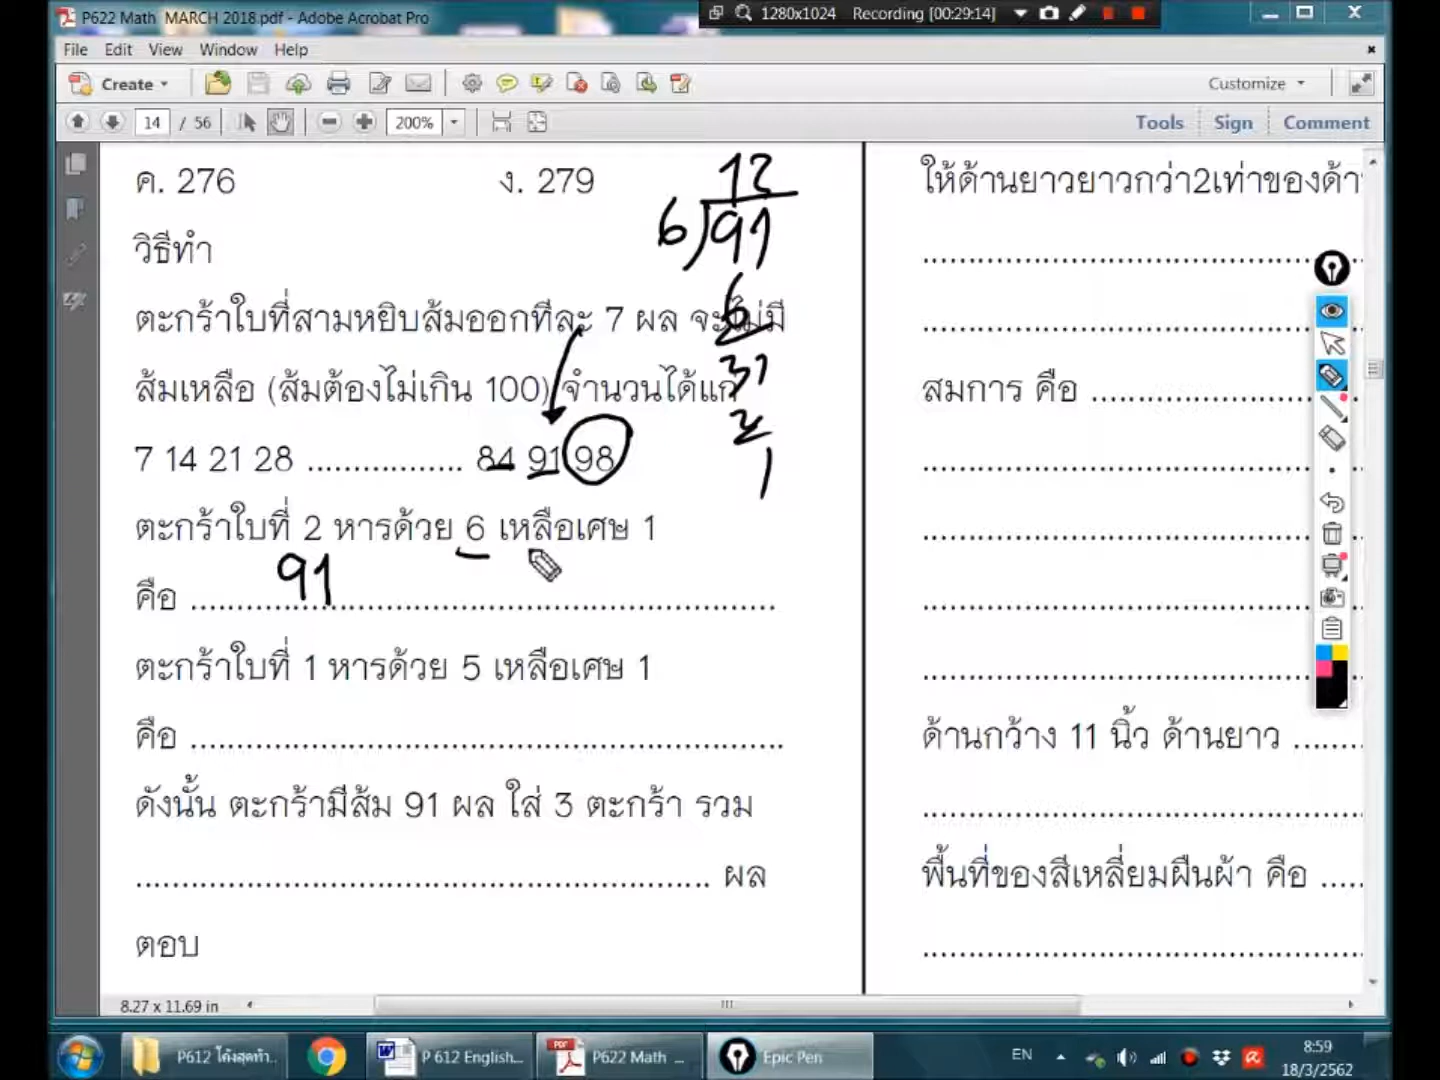 P622 Math  MARCH 2018.pdf - Adobe Acrobat Pro
1280x1024 Recording [00:29:14]
File Edit View Window Help
Create
Customize
14 / 56
200%
Tools Sign Comment
ค. 276 ง. 279
วิธีทำ
ตะกร้าใบที่สามหยิบส้มออกทีละ 7 ผล จะไม่มี
ส้มเหลือ (ส้มต้องไม่เกิน 100) จำนวนได้แก่
7 14 21 28 ................. 84 91 98
ตะกร้าใบที่ 2 หารด้วย 6 เหลือเศษ 1
คือ ............................................................... 
91
ตะกร้าใบที่ 1 หารด้วย 5 เหลือเศษ 1
คือ ................................................................
ดังนั้น ตะกร้ามีส้ม 91 ผล ใส่ 3 ตะกร้า รวม
.............................................................. ผล
ตอบ
12
6 91
6
31
1
ให้ด้านยาวยาวกว่า2เท่าของด้า
................................................
................................................
สมการ คือ .............................
................................................
................................................
................................................
................................................
ด้านกว้าง 11 นิ้ว ด้านยาว .......
................................................
พื้นที่ของสี่เหลี่ยมผืนผ้า คือ .....
................................................
8.27 x 11.69 in
P612 โค้งสุดท้า... P 612 English... P622 Math ... Epic Pen
EN
8:59
18/3/2562